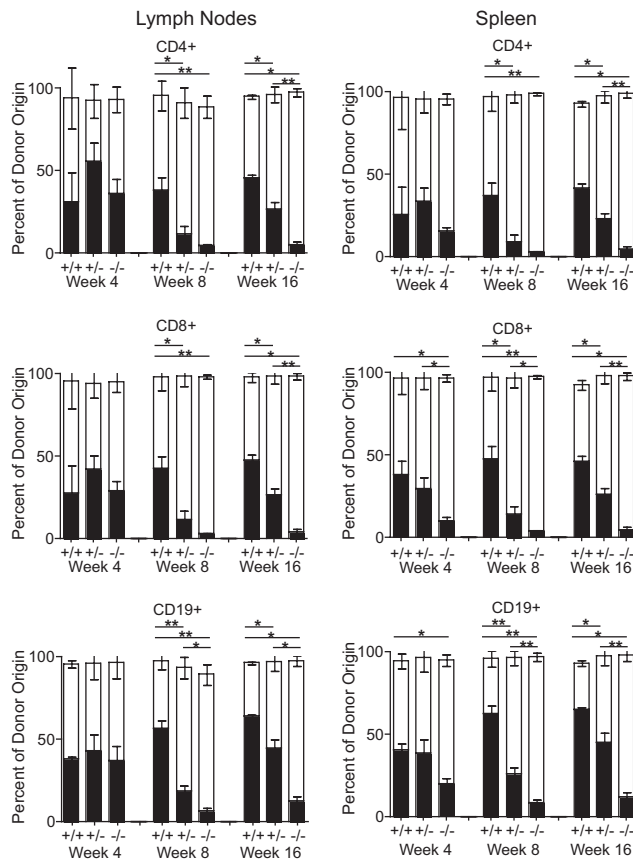 Lymph Nodes
Spleen
CD4+
* *
** *
**
Percent of Donor Origin
100
50
0
+/+ +/- -/- +/+ +/- -/- +/+ +/- -/-
Week 4 Week 8 Week 16
CD4+
* *
** *
**
Percent of Donor Origin
100
50
0
+/+ +/- -/- +/+ +/- -/- +/+ +/- -/-
Week 4 Week 8 Week 16
CD8+
* *
** *
**
Percent of Donor Origin
100
50
0
+/+ +/- -/- +/+ +/- -/- +/+ +/- -/-
Week 4 Week 8 Week 16
CD8+
* *
* ** *
* * **
Percent of Donor Origin
100
50
0
+/+ +/- -/- +/+ +/- -/- +/+ +/- -/-
Week 4 Week 8 Week 16
CD19+
** *
** *
* *
Percent of Donor Origin
100
50
0
+/+ +/- -/- +/+ +/- -/- +/+ +/- -/-
Week 4 Week 8 Week 16
CD19+
** *
* ** *
** **
Percent of Donor Origin
100
50
0
+/+ +/- -/- +/+ +/- -/- +/+ +/- -/-
Week 4 Week 8 Week 16